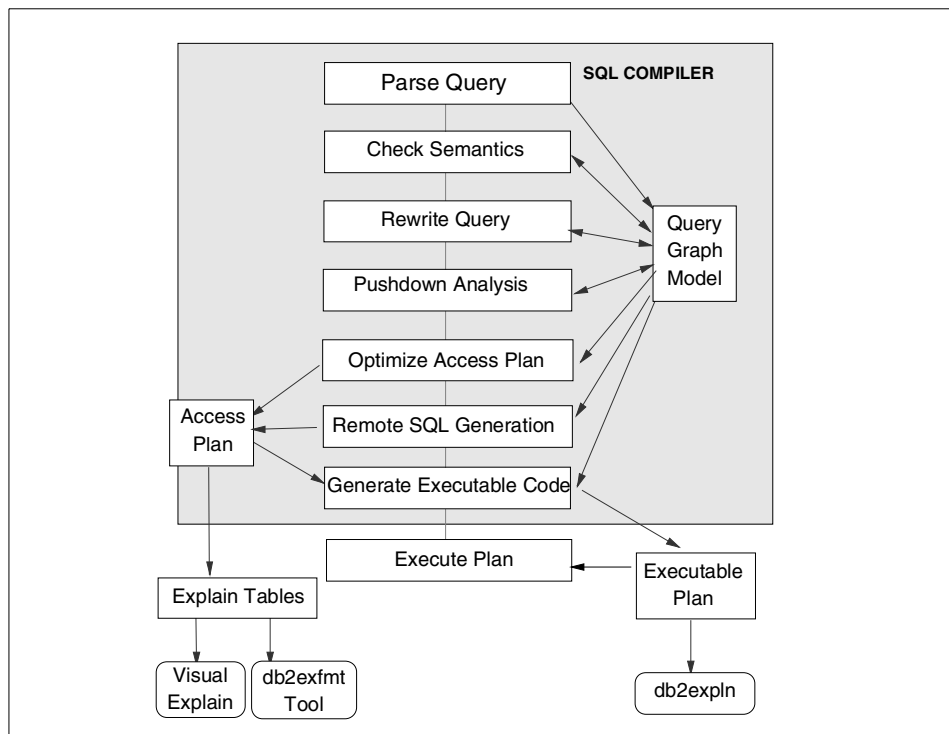 SQL COMPILER
Parse Query
Check Semantics
Rewrite Query
Query
Graph
Model
Pushdown Analysis
Optimize Access Plan
Access
Plan
Remote SQL Generation
Generate Executable Code
Execute Plan
Executable
Plan
Explain Tables
Visual
Explain
db2exfmt
Tool
db2expln